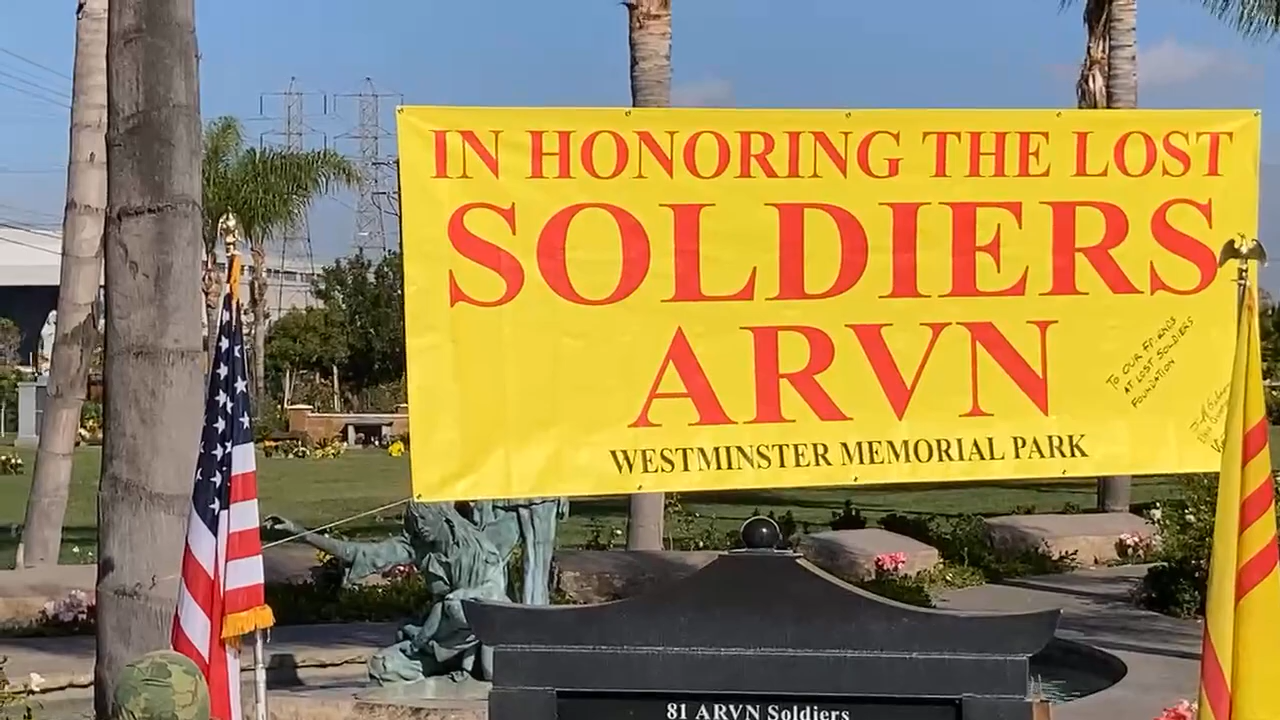 IN HONORING THE LOST
SOLDIERS
ARVN
WESTMINSTER MEMORIAL PARK
TO OUR FRIENDS
AT LOST SOLDIERS
FOUNDATION
81 ARVN Soldiers